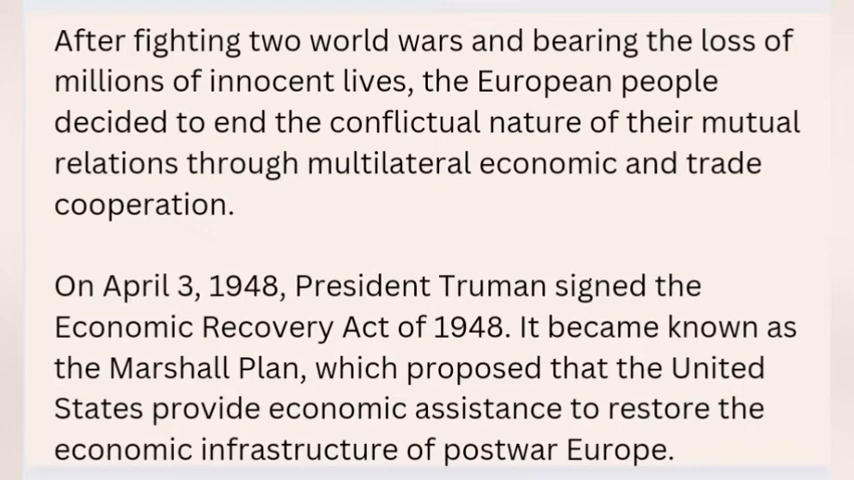 After fighting two world wars and bearing the loss of
millions of innocent lives, the European people
decided to end the conflictual nature of their mutual
relations through multilateral economic and trade
cooperation.
On April 3, 1948, President Truman signed the
Economic Recovery Act of 1948. It became known as
the Marshall Plan, which proposed that the United
States provide economic assistance to restore the
economic infrastructure of postwar Europe.